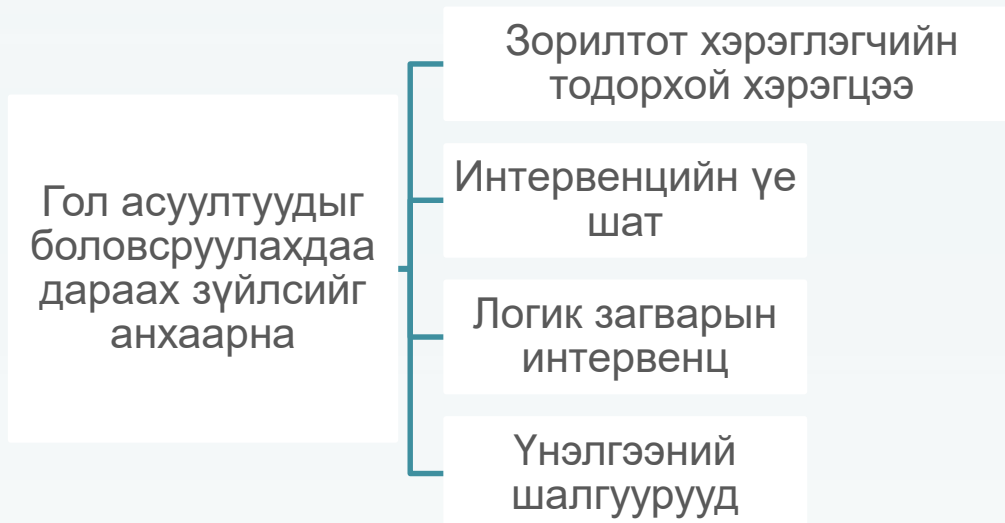 Гол асуултуудыг
боловсруулахдаа
дараах зүйлсийг
анхаарна
Зорилтот хэрэглэгчийн
тодорхой хэрэгцээ
Интервенцийн үе
шат
Логик загварын
интервенц
Үнэлгээний
шалгуурууд